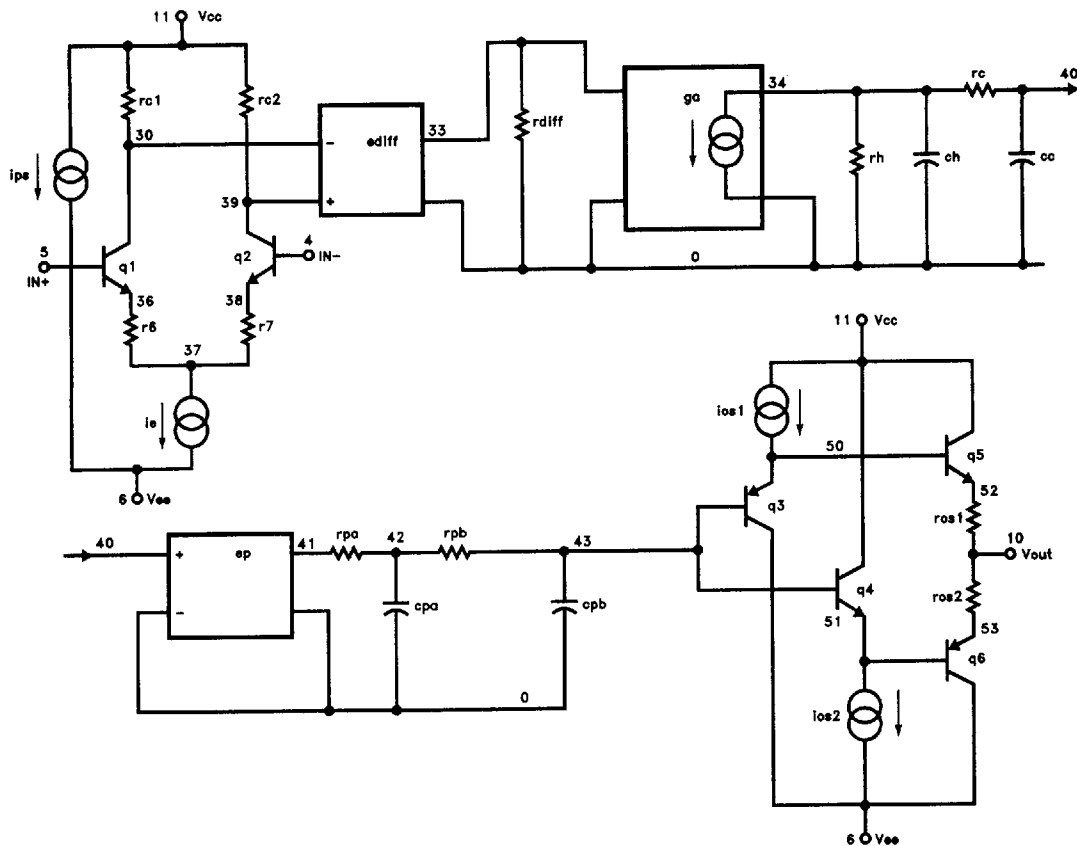 11 Vcc
rc1
rc2
30
ips
39
5
IN+
q1
q2
4
IN-
36
38
r6
r7
37
ie
6 Vee
-
ediff
+
33
rdiff
ga
34
rc
40
rh
ch
cc
0
40
+
ep
-
41
rpa
42
rpb
43
cpa
cpb
0
11 Vcc
ios1
50
q5
q3
52
ros1
10
Vout
q4
51
ros2
53
q6
ios2
6 Vee